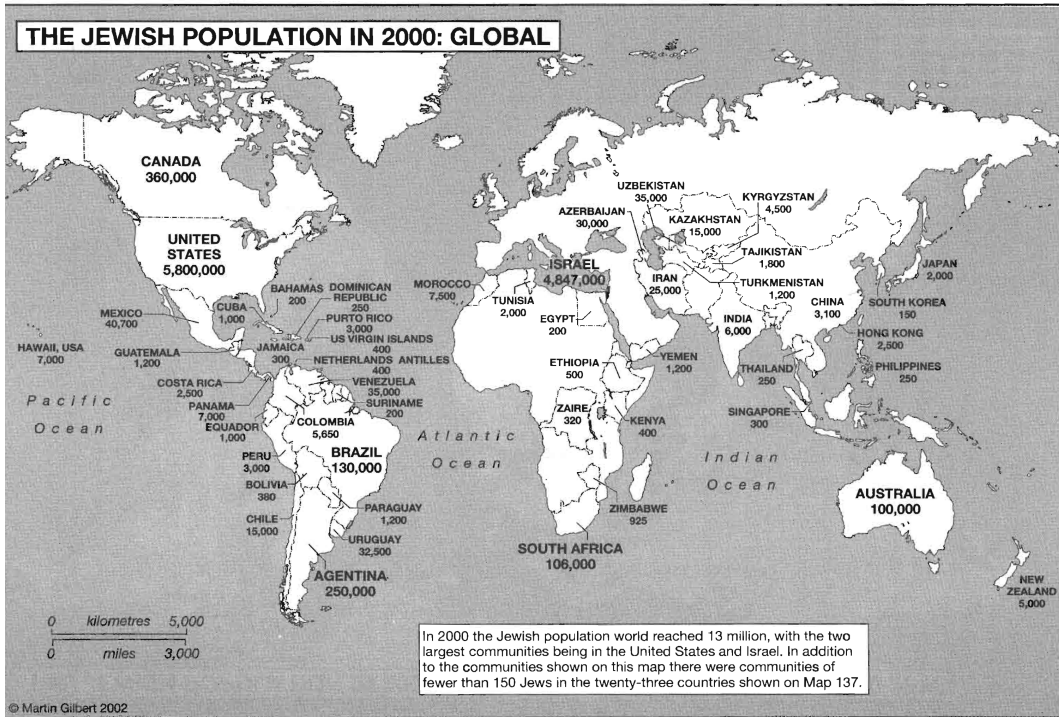 THE JEWISH POPULATION IN 2000: GLOBAL
CANADA
360,000
UNITED
STATES
5,800,000
HAWAII, USA
7,000
MEXICO
40,700
BAHAMAS
200
CUBA
1,000
DOMINICAN
REPUBLIC
250
PURTO RICO
3,000
US VIRGIN ISLANDS
400
JAMAICA
300
NETHERLANDS ANTILLES
400
GUATEMALA
1,200
COSTA RICA
2,500
PANAMA
7,000
VENEZUELA
35,000
SURINAME
200
EQUADOR
1,000
COLOMBIA
5,650
PERU
3,000
BRAZIL
130,000
BOLIVIA
380
PARAGUAY
1,200
CHILE
15,000
URUGUAY
32,500
AGENTINA
250,000
Pacific
Ocean
Atlantic
Ocean
Indian
Ocean
UZBEKISTAN
35,000
KYRGYZSTAN
4,500
AZERBAIJAN
30,000
KAZAKHSTAN
15,000
TAJIKISTAN
1,800
TURKMENISTAN
1,200
ISRAEL
4,847,000
IRAN
25,000
MOROCCO
7,500
TUNISIA
2,000
EGYPT
200
JAPAN
2,000
SOUTH KOREA
150
CHINA
3,100
INDIA
6,000
HONG KONG
2,500
YEMEN
1,200
THAILAND
250
PHILIPPINES
250
ETHIOPIA
500
ZAIRE
320
KENYA
400
SINGAPORE
300
ZIMBABWE
925
SOUTH AFRICA
106,000
AUSTRALIA
100,000
NEW
ZEALAND
5,000
0 kilometres 5,000
0 miles 3,000
In 2000 the Jewish population world reached 13 million, with the two
largest communities being in the United States and Israel. In addition
to the communities shown on this map there were communities of
fewer than 150 Jews in the twenty-three countries shown on Map 137.
© Martin Gilbert 2002